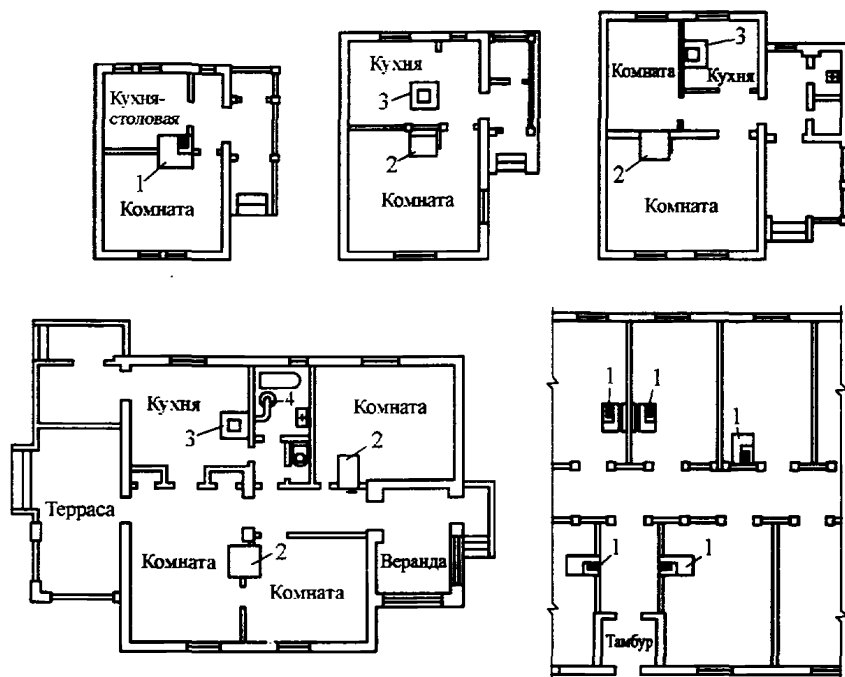 Кухня-
столовая
1
Комната
Кухня
3
2
Комната
3
Комната
Кухня
2
Комната
Кухня
3
4
Комната
2
Терраса
Комната
2
Комната
Веранда
1
1
1
1
1
Тамбур